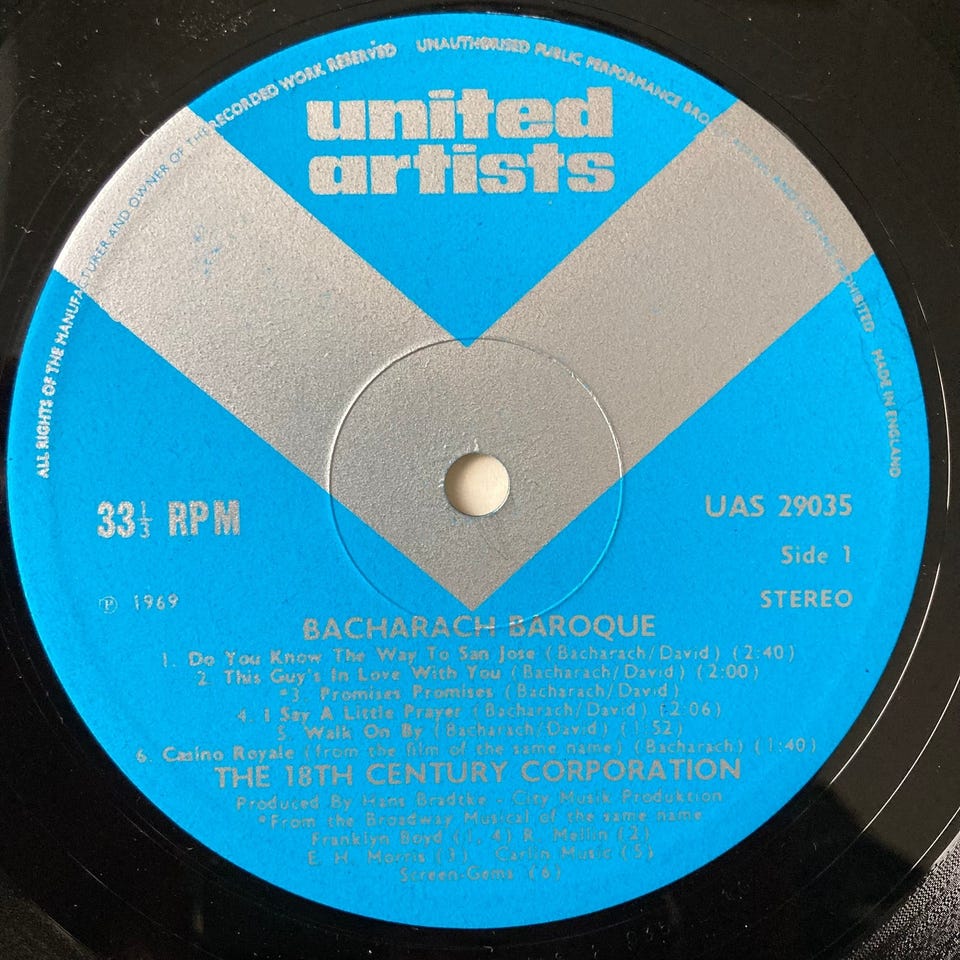 ALL RIGHTS OF THE MANUFACTURER AND OWNER OF THE RECORDED WORK RESERVED UNAUTHORISED PUBLIC PERFORMANCE BROADCASTING AND COPYING PROHIBITED MADE IN ENGLAND
united
artists
33⅓ RPM
UAS 29035
Side 1
℗ 1969
STEREO
BACHARACH BAROQUE
1. Do You Know The Way To San Jose (Bacharach/David) (2:40)
2. This Guy's In Love With You (Bacharach/David) (2:00)
*3. Promises Promises (Bacharach/David)
4. I Say A Little Prayer (Bacharach/David) (2:06)
5. Walk On By (Bacharach/David) (1:52)
6. Casino Royale (from the film of the same name) (Bacharach) (1:40)
THE 18TH CENTURY CORPORATION
Produced By Hans Bradtke - City Musik Produktion
*From the Broadway Musical of the same name
Franklyn Boyd (1, 4) R. Mellin (2)
E. H. Morris (3) Carlin Music (5)
Screen-Gems (6)